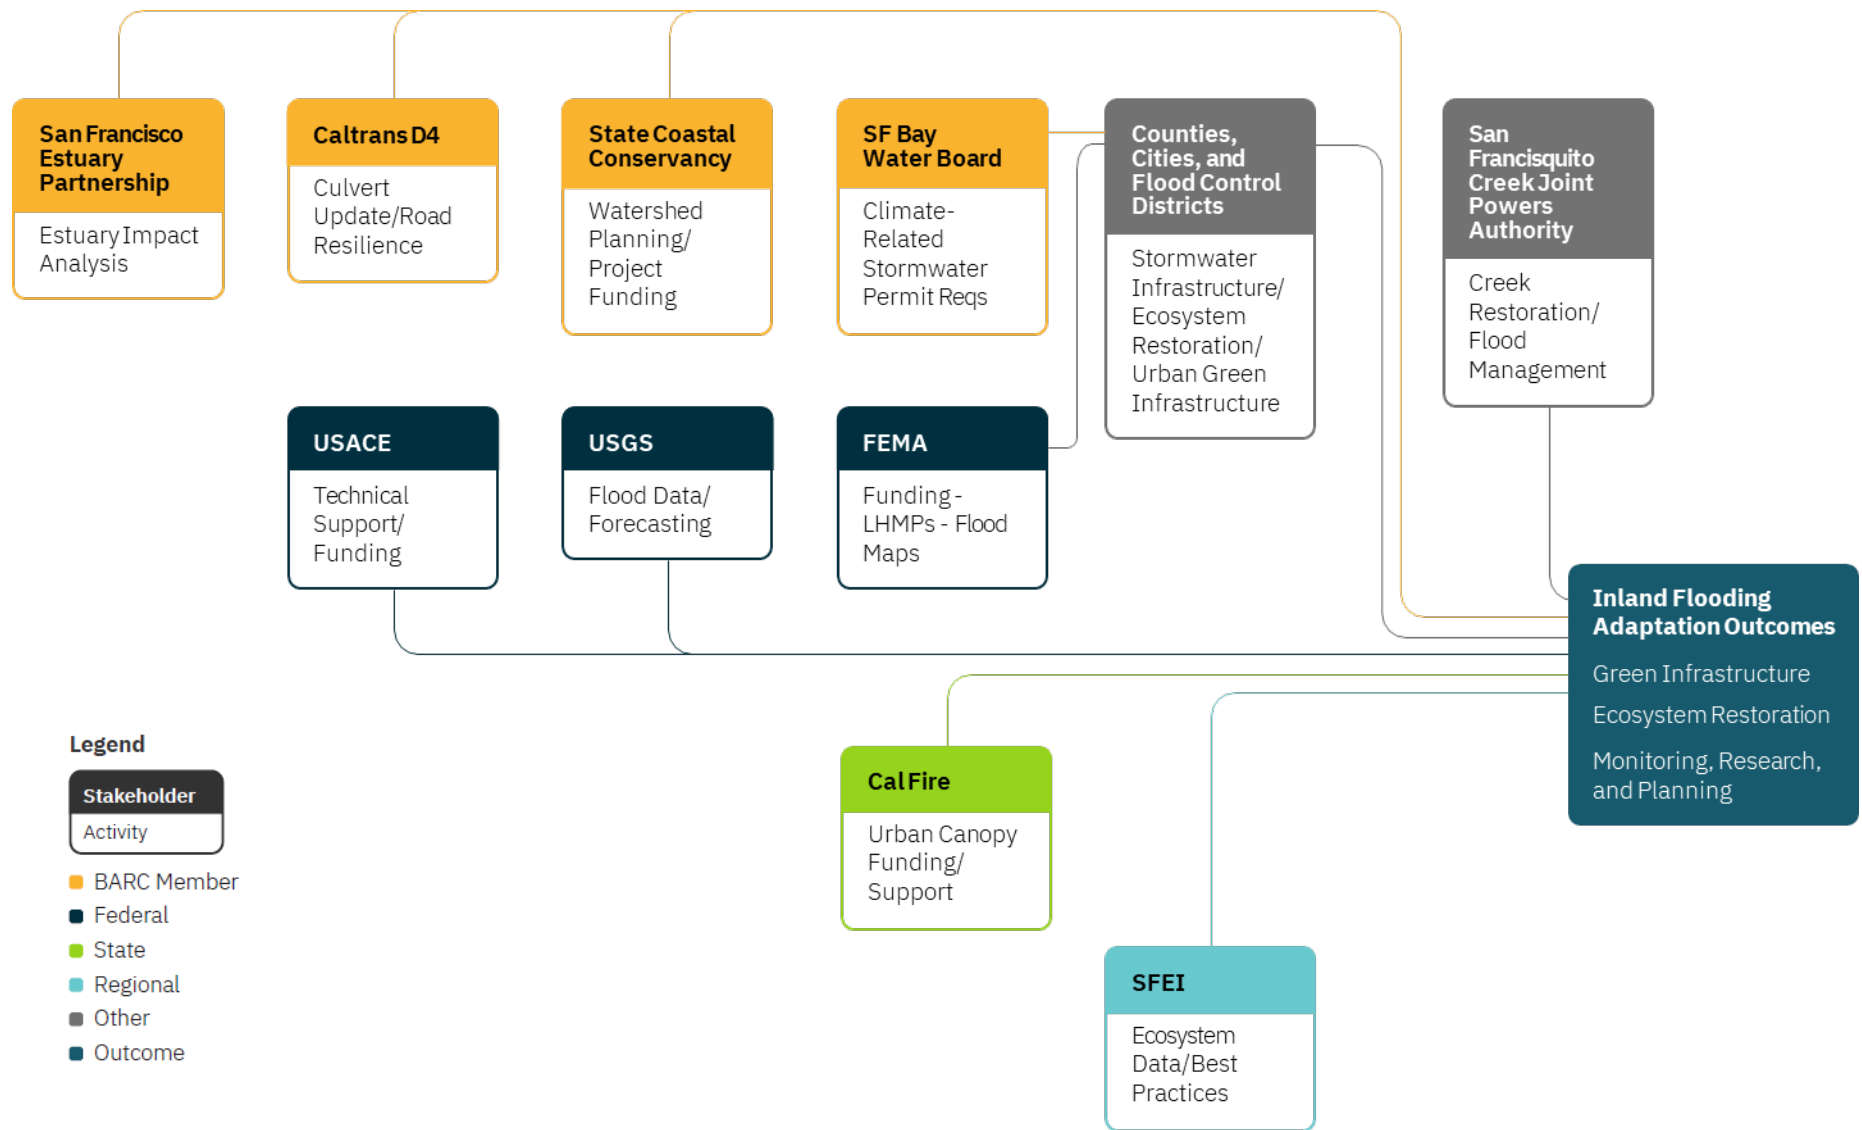 San Francisco
Estuary
Partnership
Estuary Impact
Analysis
Caltrans D4
Culvert
Update/Road
Resilience
State Coastal
Conservancy
Watershed
Planning/
Project
Funding
SF Bay
Water Board
Climate-
Related
Stormwater
Permit Reqs
Counties,
Cities, and
Flood Control
Districts
Stormwater
Infrastructure/
Ecosystem
Restoration/
Urban Green
Infrastructure
San
Francisquito
Creek Joint
Powers
Authority
Creek
Restoration/
Flood
Management
USACE
Technical
Support/
Funding
USGS
Flood Data/
Forecasting
FEMA
Funding -
LHMPs - Flood
Maps
Inland Flooding
Adaptation Outcomes
Green Infrastructure
Ecosystem Restoration
Monitoring, Research,
and Planning
Cal Fire
Urban Canopy
Funding/
Support
SFEI
Ecosystem
Data/Best
Practices
Legend
Stakeholder
Activity
BARC Member
Federal
State
Regional
Other
Outcome